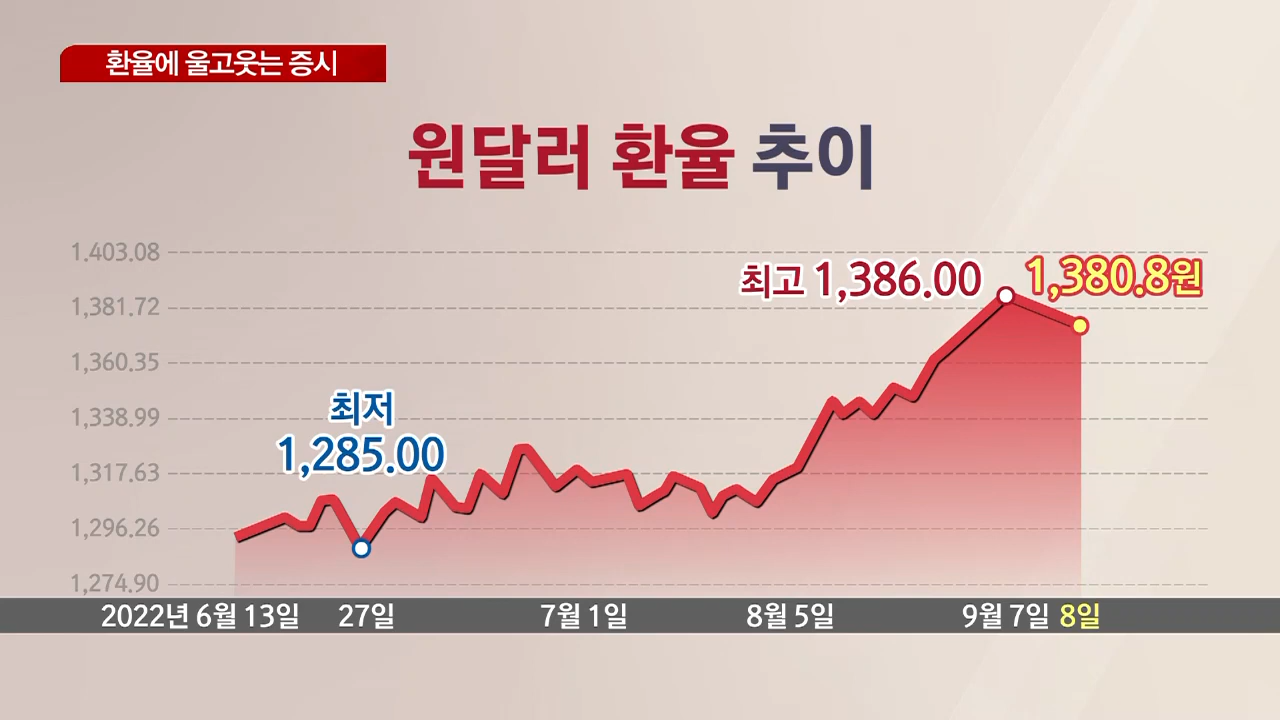 환율에 울고웃는 증시
원달러 환율 추이
1.403.08
1,381.72
1,360.35
1,338.99
1,317.63
1,296.26
1,274.90
최고 1,386.00
1,380.8원
최저
1,285.00
2022년 6월 13일 27일 7월 1일 8월 5일 9월 7일 8일